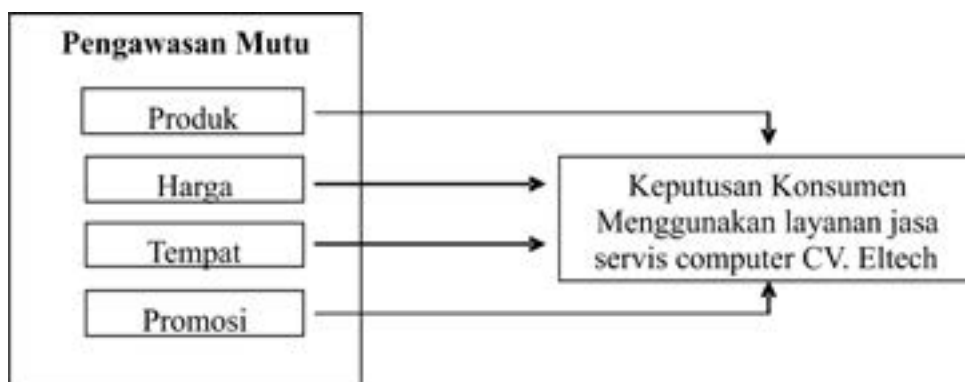 Pengawasan Mutu
Produk
Harga
Tempat
Promosi
Keputusan Konsumen
Menggunakan layanan jasa
servis computer CV. Eltech